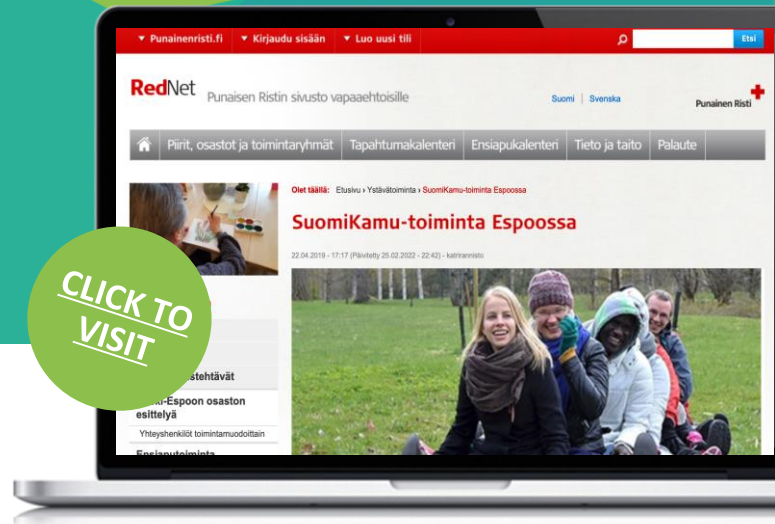 Punainenristi.fi Kirjaudu sisään Luo uusi tili Etsi
RedNet Punaisen Ristin sivusto vapaaehtoisille Suomi | Svenska Punainen Risti
Piirit, osastot ja toimintaryhmät Tapahtumakalenteri Ensiapukalenteri Tieto ja taito Palaute
Olet täällä: Etusivu › Ystävätoiminta › SuomiKamu-toiminta Espoossa
SuomiKamu-toiminta Espoossa
22.04.2019 - 17:17 (Päivitetty 25.02.2022 - 22:42) - katrirannisto
CLICK TO
VISIT
stehtävät
-Espoon osaston
esittelyä
Yhteyshenkilöt toimintamuodoittain
Ensiaputoiminta